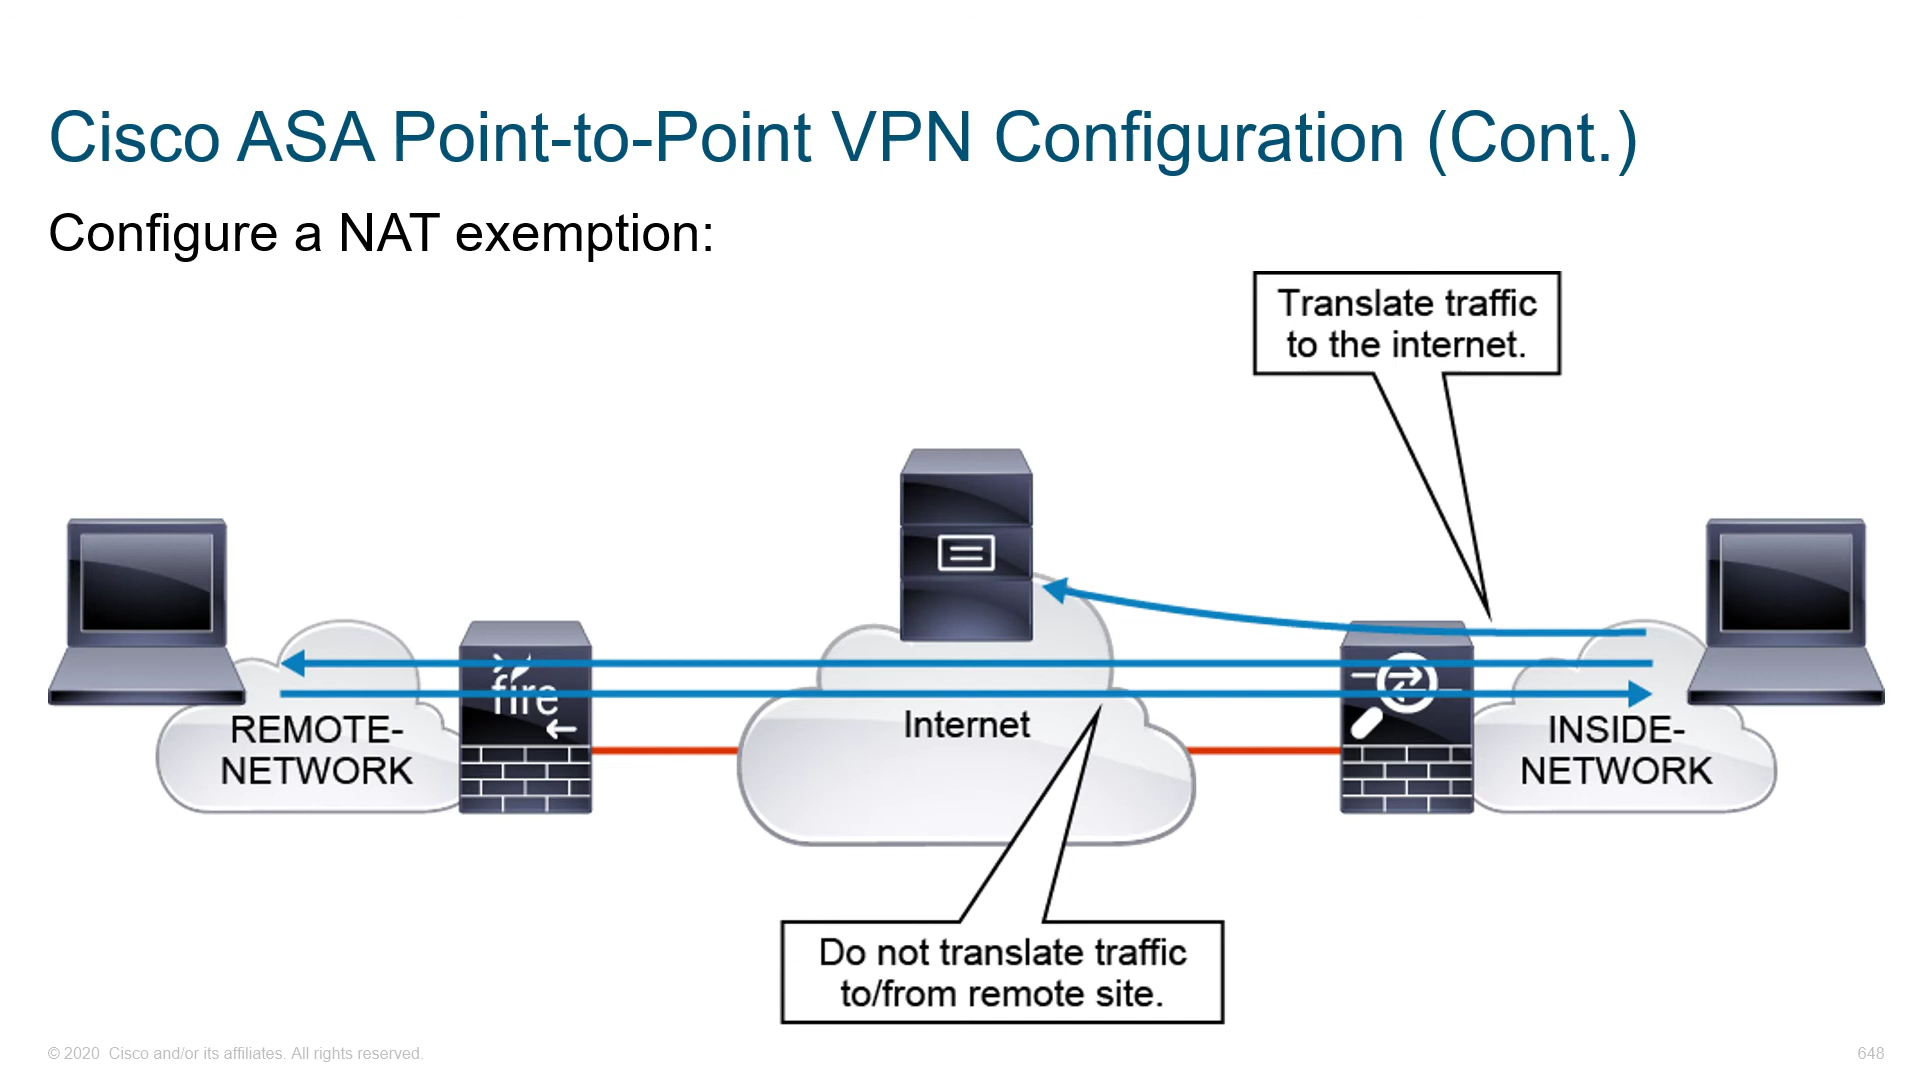 Cisco ASA Point-to-Point VPN Configuration (Cont.)
Configure a NAT exemption:
Translate traffic
to the internet.
fire
REMOTE-
NETWORK
Internet
INSIDE-
NETWORK
Do not translate traffic
to/from remote site.
© 2020 Cisco and/or its affiliates. All rights reserved.
648